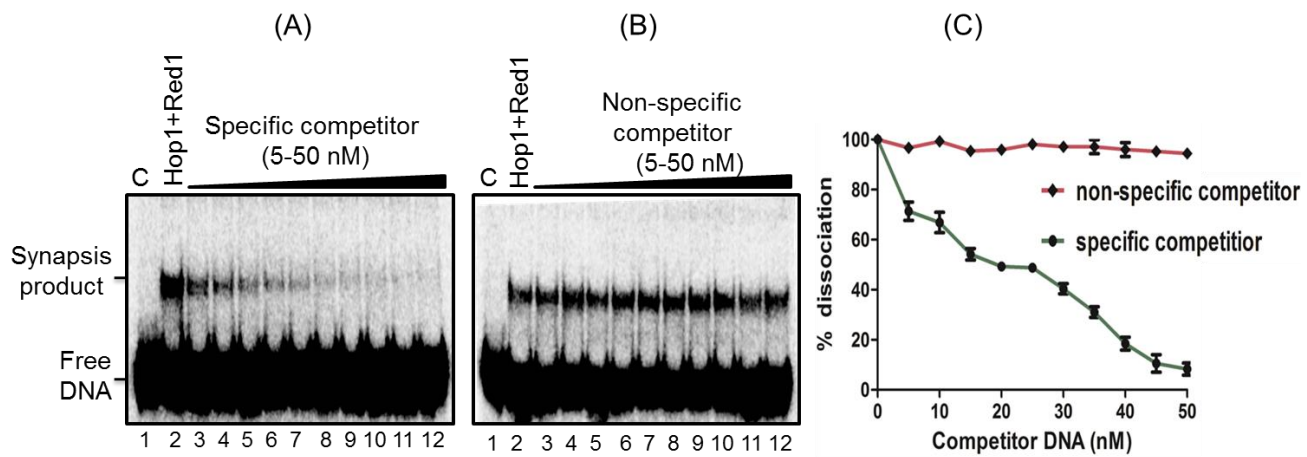 (A)
C
Hop1+Red1
Specific competitor
(5-50 nM)
Synapsis
product
Free
DNA
1 2 3 4 5 6 7 8 9 10 11 12
(B)
C
Hop1+Red1
Non-specific
competitor
(5-50 nM)
1 2 3 4 5 6 7 8 9 10 11 12
(C)
% dissociation
100
80
60
40
20
0
non-specific competitor
specific competitior
0 10 20 30 40 50
Competitor DNA (nM)